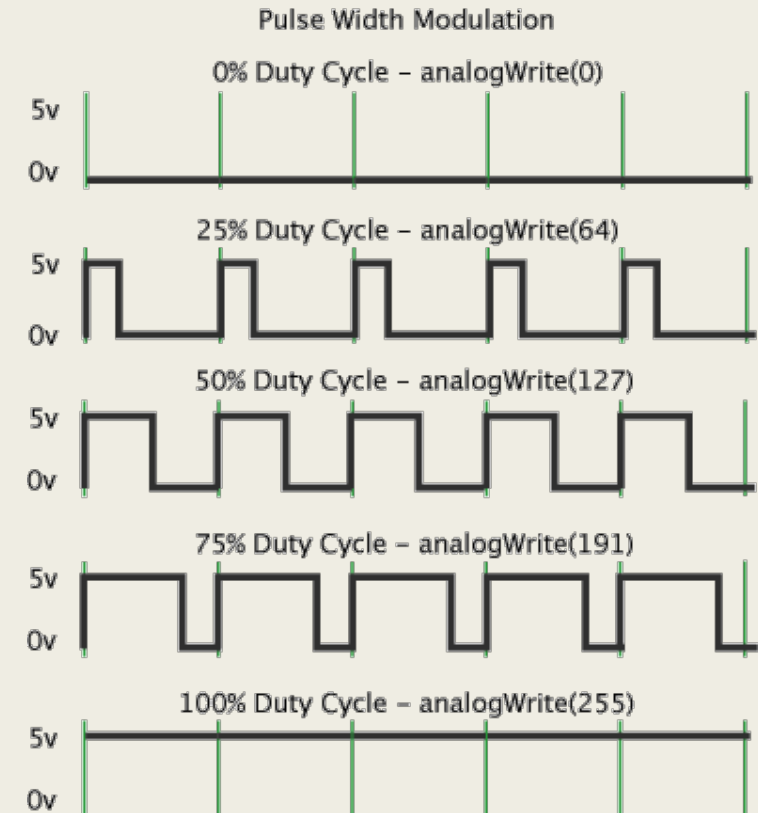 Pulse Width Modulation
0% Duty Cycle – analogWrite(0)
5v
0v
25% Duty Cycle – analogWrite(64)
5v
0v
50% Duty Cycle – analogWrite(127)
5v
0v
75% Duty Cycle – analogWrite(191)
5v
0v
100% Duty Cycle – analogWrite(255)
5v
0v